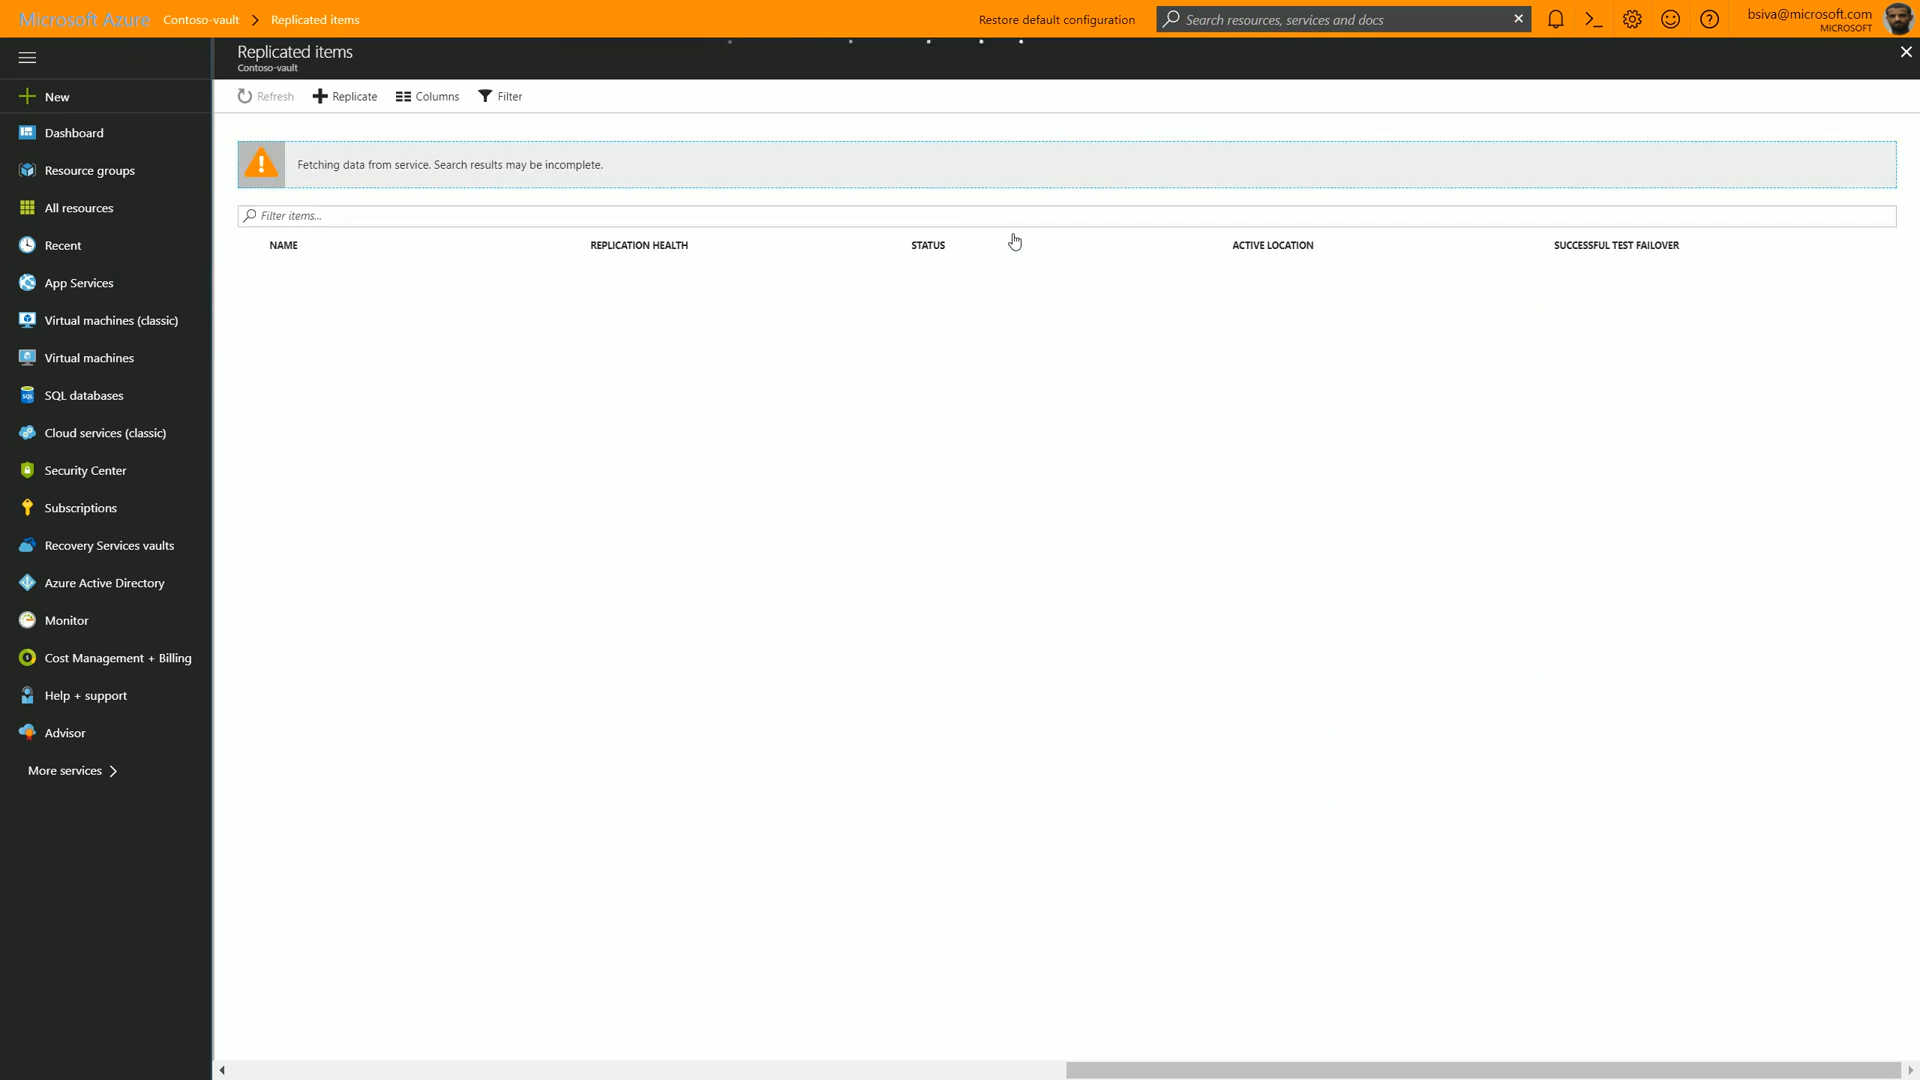 Microsoft Azure Contoso-vault Replicated items Restore default configuration Search resources, services and docs bsiva@microsoft.com
MICROSOFT
Replicated items
Contoso-vault
Refresh Replicate Columns Filter
New
Dashboard
Resource groups
All resources
Recent
App Services
Virtual machines (classic)
Virtual machines
SQL databases
Cloud services (classic)
Security Center
Subscriptions
Recovery Services vaults
Azure Active Directory
Monitor
Cost Management + Billing
Help + support
Advisor
More services
Fetching data from service. Search results may be incomplete.
Filter items...
NAME REPLICATION HEALTH STATUS ACTIVE LOCATION SUCCESSFUL TEST FAILOVER